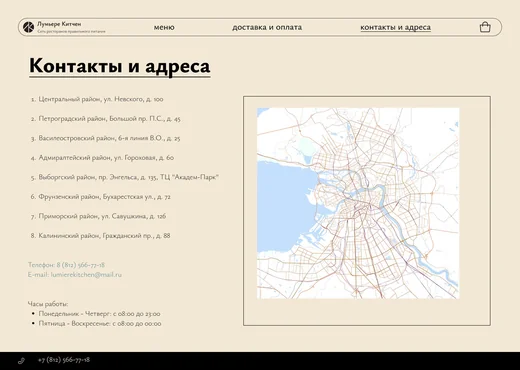 Лумьере Китчен
Сеть ресторанов правильного питания
меню
доставка и оплата
контакты и адреса
Контакты и адреса
1. Центральный район, ул. Невского, д. 100
2. Петроградский район, Большой пр. П.С., д. 45
3. Василеостровский район, 6-я линия В.О., д. 25
4. Адмиралтейский район, ул. Гороховая, д. 60
5. Выборгский район, пр. Энгельса, д. 135, ТЦ "Академ-Парк"
6. Фрунзенский район, Бухарестская ул., д. 72
7. Приморский район, ул. Савушкина, д. 126
8. Калининский район, Гражданский пр., д. 88
Телефон: 8 (812) 566-77-18
E-mail: lumierekitchen@mail.ru
Часы работы:
• Понедельник - Четверг: с 08:00 до 23:00
• Пятница - Воскресенье: с 08:00 до 00:00
+7 (812) 566-77-18